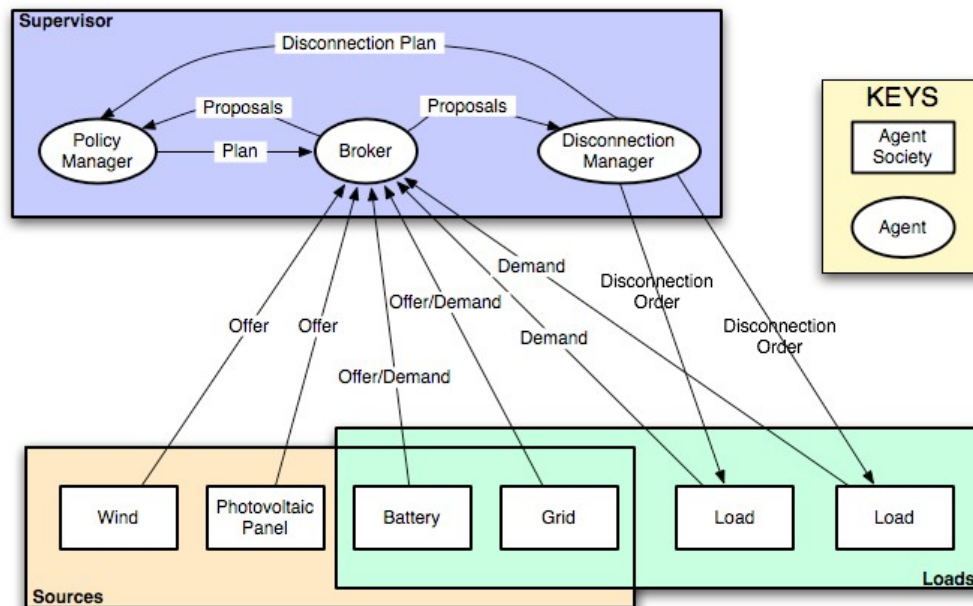 Supervisor
Disconnection Plan
Proposals
Proposals
Policy
Manager
Plan
Broker
Disconnection
Manager
KEYS
Agent
Society
Agent
Offer
Offer
Offer/Demand
Offer/Demand
Demand
Demand
Disconnection
Order
Disconnection
Order
Wind
Photovoltaic
Panel
Battery
Grid
Load
Load
Sources
Loads